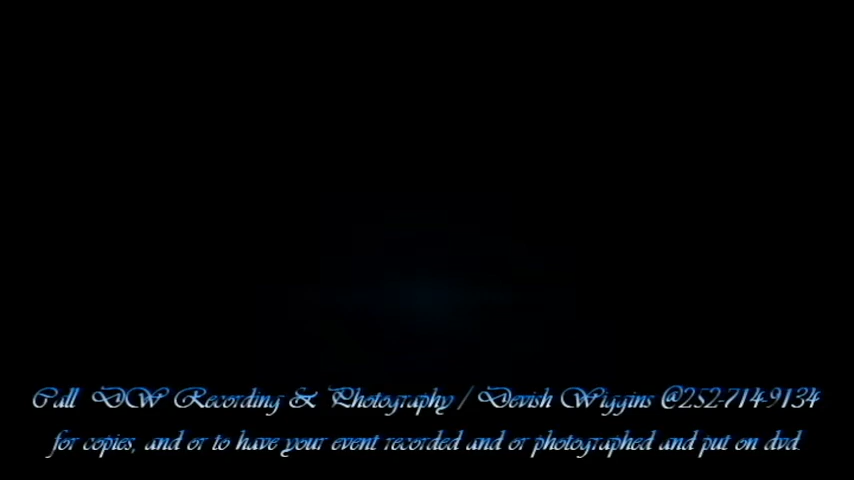 Call DW Recording & Photography / Devish Wiggins @252-714-9134
for copies, and or to have your event recorded and or photographed and put on dvd.